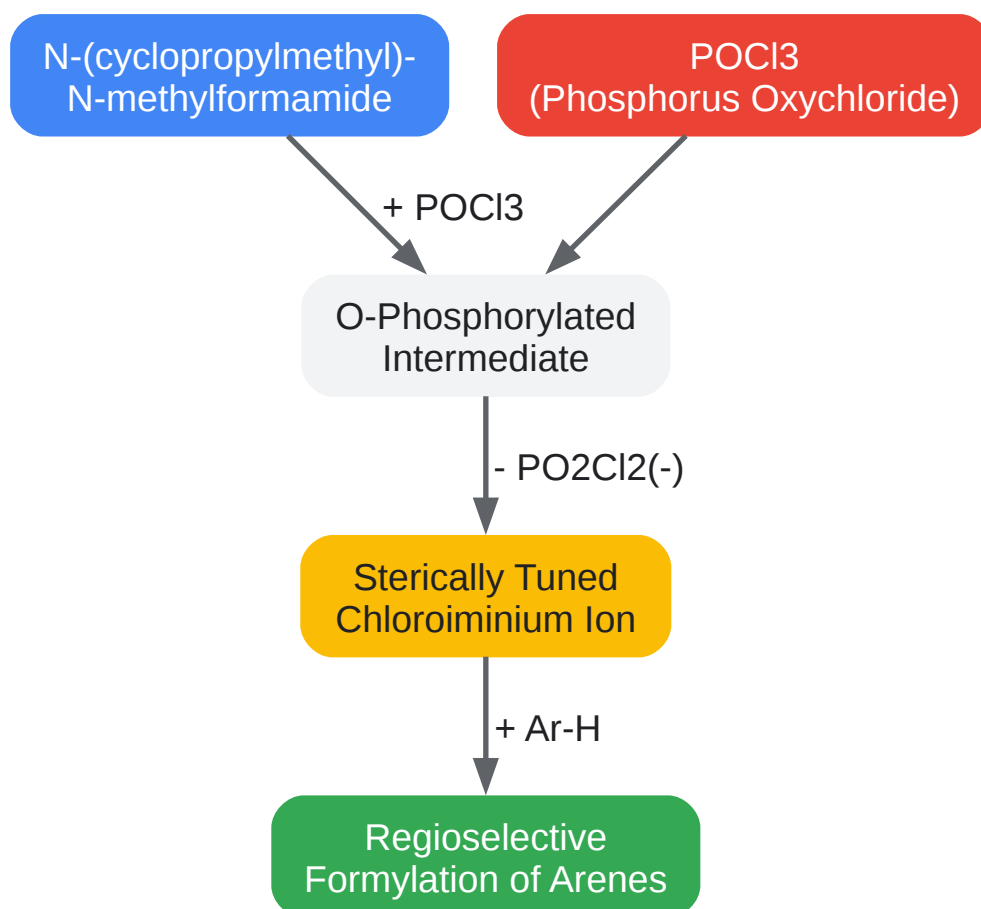 N-(cyclopropylmethyl)-
N-methylformamide
POCl3
(Phosphorus Oxychloride)
+ POCl3
O-Phosphorylated
Intermediate
- PO2Cl2(-)
Sterically Tuned
Chloroiminium Ion
+ Ar-H
Regioselective
Formylation of Arenes